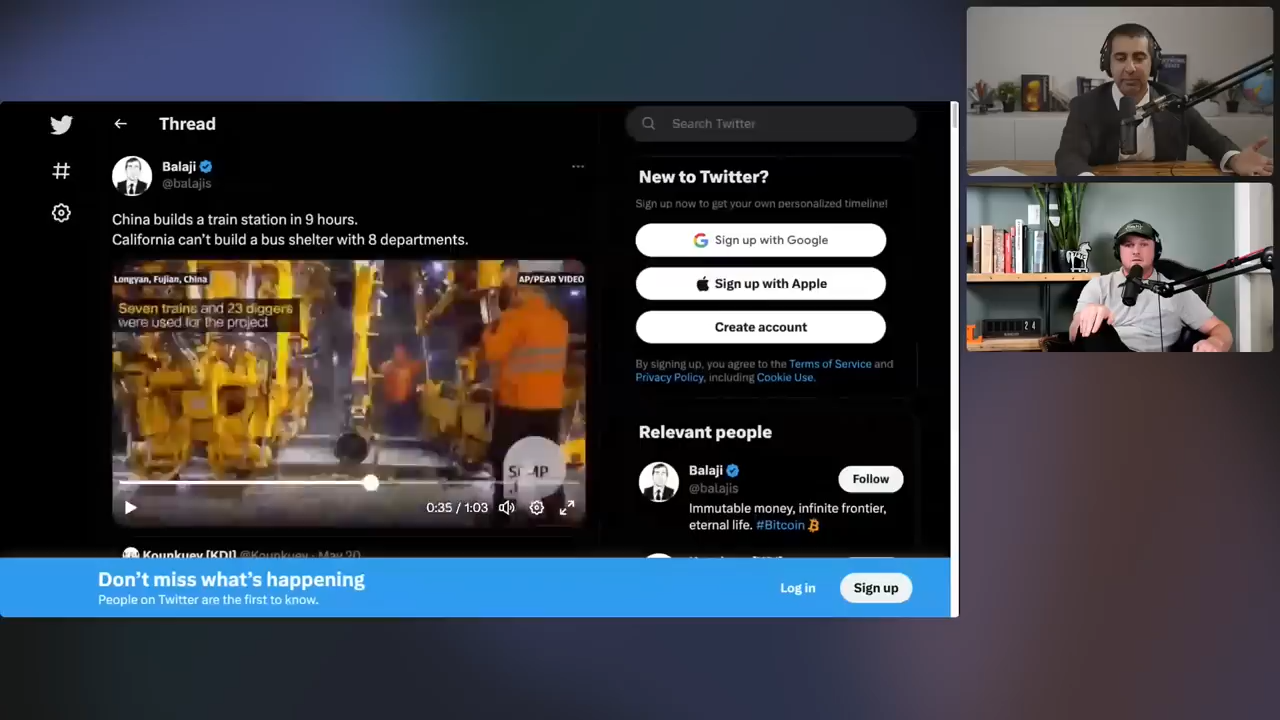 Thread
Search Twitter
Balaji
@balajis
China builds a train station in 9 hours.
California can't build a bus shelter with 8 departments.
Longyan, Fujian, China
AP/PEAR VIDEO
Seven trains and 23 diggers
were used for the project
0:35 / 1:03
Kounkuey [KDI] @Kounkuey · May 20
New to Twitter?
Sign up now to get your own personalized timeline!
Sign up with Google
Sign up with Apple
Create account
By signing up, you agree to the Terms of Service and
Privacy Policy, including Cookie Use.
Relevant people
Balaji
@balajis
Follow
Immutable money, infinite frontier,
eternal life. #Bitcoin
Don't miss what's happening
People on Twitter are the first to know.
Log in
Sign up